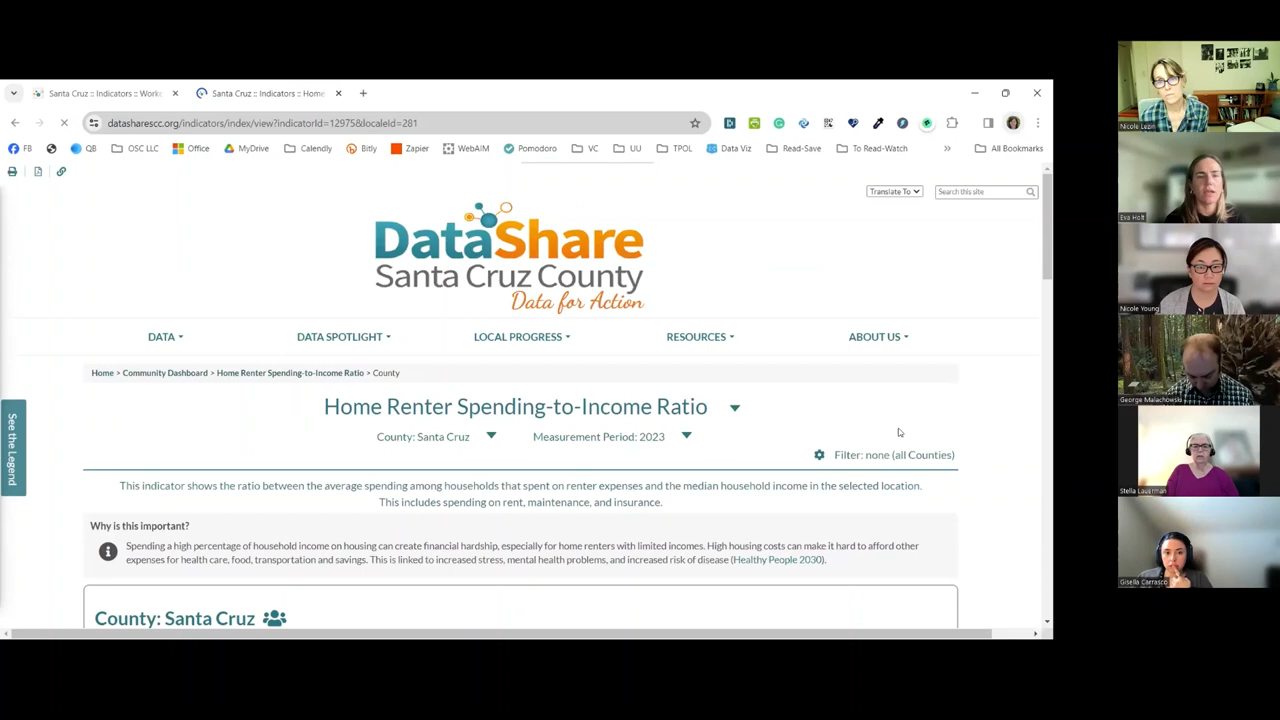 Santa Cruz :: Indicators :: Work
Santa Cruz :: Indicators :: Home
datasharescc.org/indicators/index/view?indicatorId=12975&localeId=281
FB
QB
OSC LLC
Office
MyDrive
Calendly
Bitly
Zapier
WebAIM
Pomodoro
VC
UU
TPOL
Data Viz
Read-Save
To Read-Watch
All Bookmarks
Translate To
Search this site
DataShare
Santa Cruz County
Data for Action
DATA
DATA SPOTLIGHT
LOCAL PROGRESS
RESOURCES
ABOUT US
Home > Community Dashboard > Home Renter Spending-to-Income Ratio > County
Home Renter Spending-to-Income Ratio
County: Santa Cruz
Measurement Period: 2023
Filter: none (all Counties)
See the Legend
This indicator shows the ratio between the average spending among households that spent on renter expenses and the median household income in the selected location.
This includes spending on rent, maintenance, and insurance.
Why is this important?
Spending a high percentage of household income on housing can create financial hardship, especially for home renters with limited incomes. High housing costs can make it hard to afford other
expenses for health care, food, transportation and savings. This is linked to increased stress, mental health problems, and increased risk of disease (Healthy People 2030).
County: Santa Cruz
Nicole Lezin
Eva Holt
Nicole Young
George Malachowski
Stella Lauerman
Gisella Carrasco